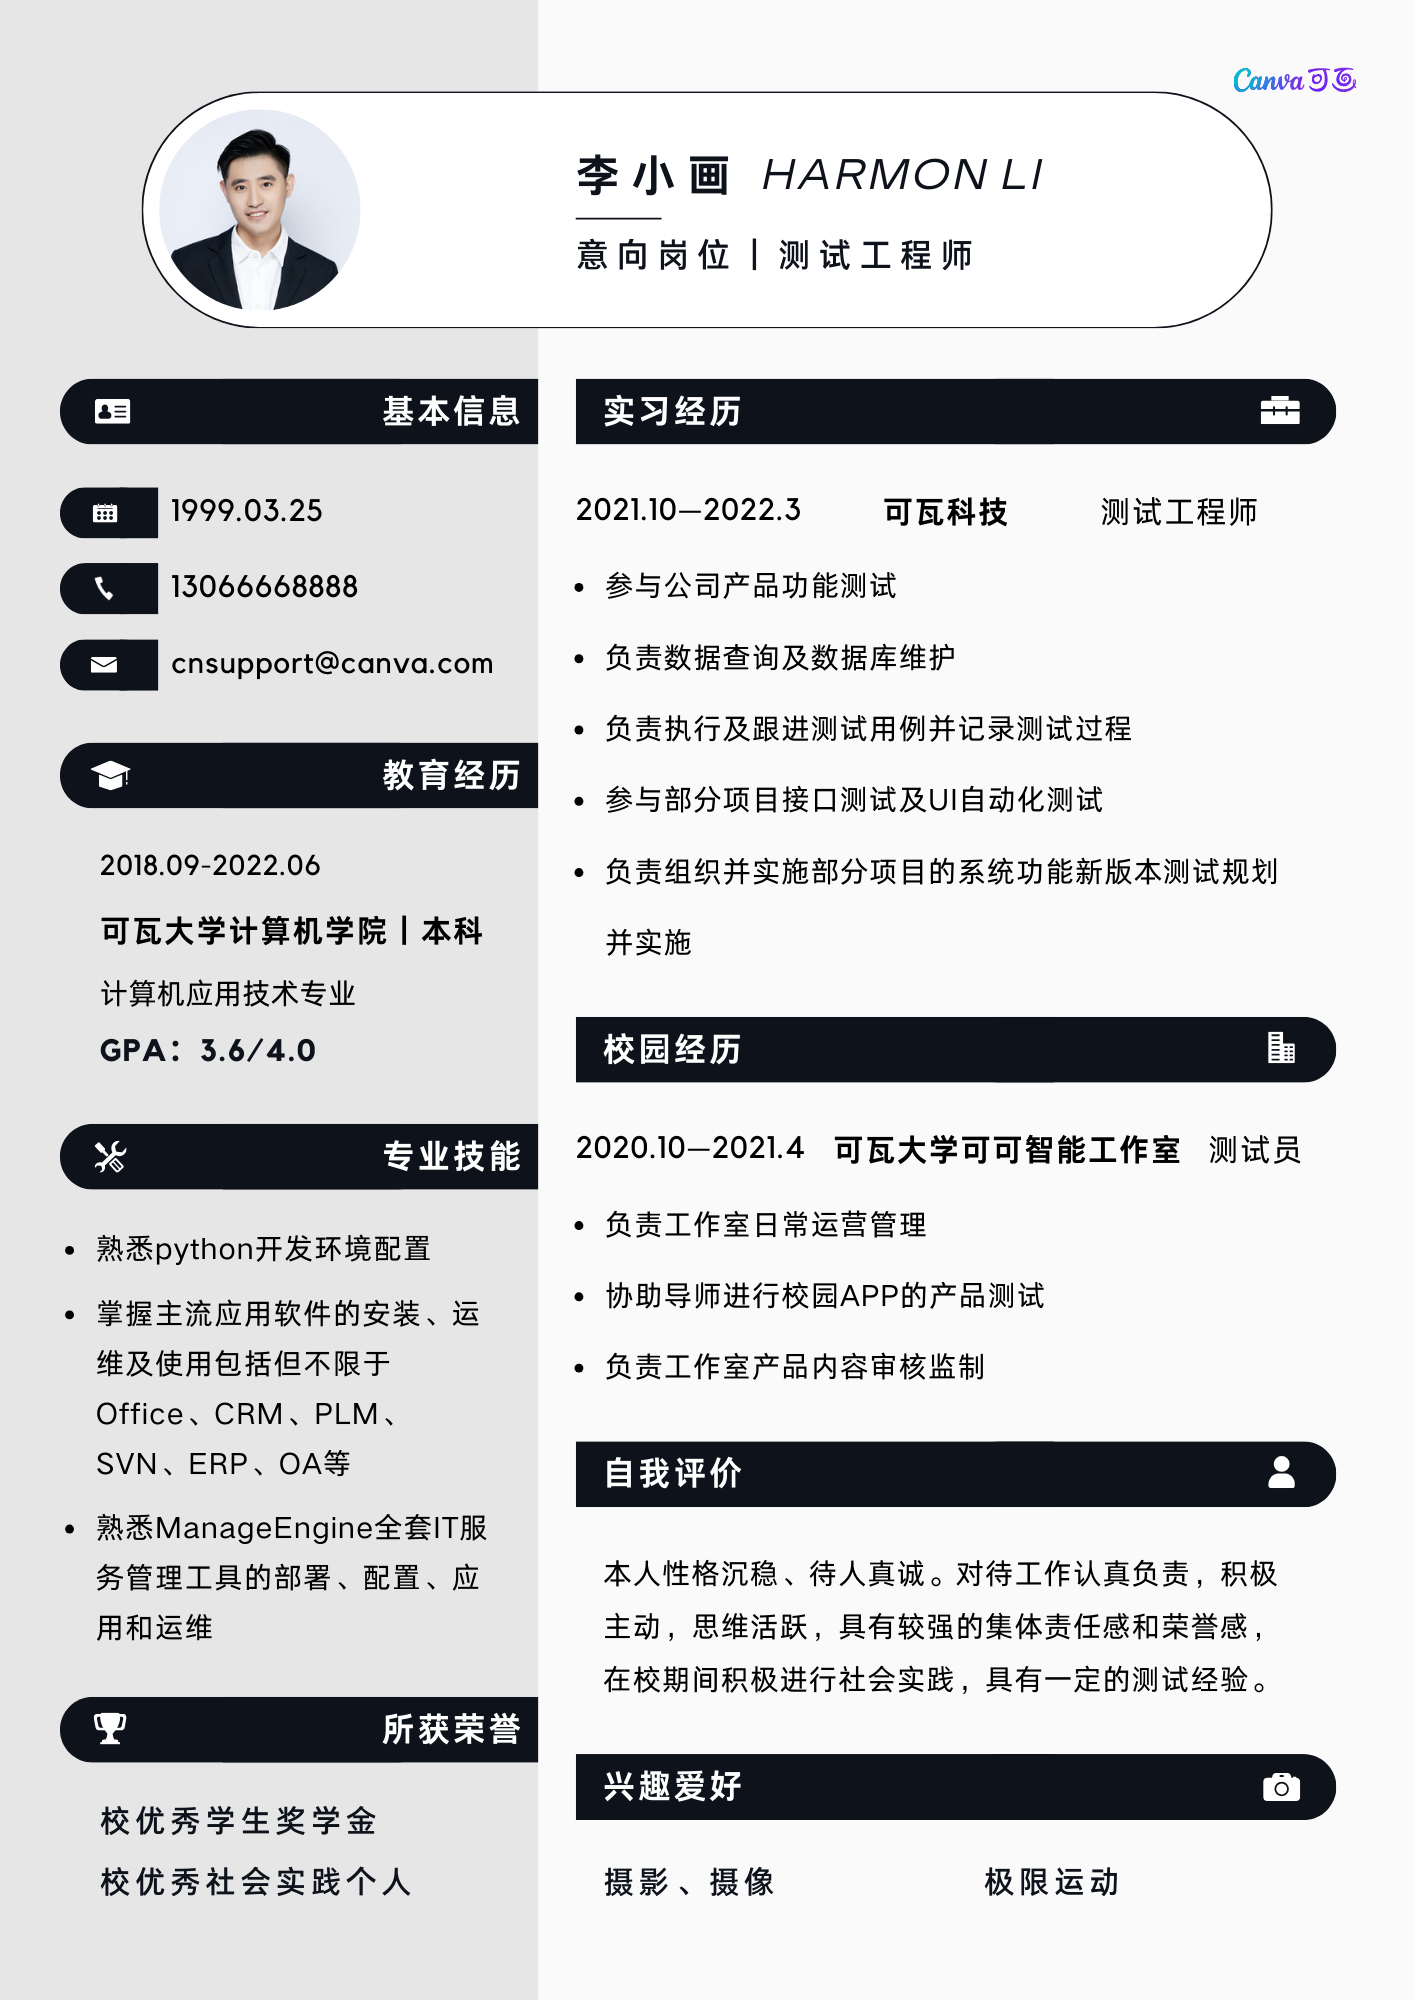 Canva可画
李小画 HARMON LI
意向岗位｜测试工程师
基本信息
1999.03.25
13066668888
cnsupport@canva.com
教育经历
2018.09-2022.06
可瓦大学计算机学院｜本科
计算机应用技术专业
GPA：3.6/4.0
专业技能
熟悉python开发环境配置
掌握主流应用软件的安装、运
维及使用包括但不限于
Office、CRM、PLM、
SVN、ERP、OA等
熟悉ManageEngine全套IT服
务管理工具的部署、配置、应
用和运维
所获荣誉
校优秀学生奖学金
校优秀社会实践个人
实习经历
2021.10—2022.3 可瓦科技 测试工程师
参与公司产品功能测试
负责数据查询及数据库维护
负责执行及跟进测试用例并记录测试过程
参与部分项目接口测试及UI自动化测试
负责组织并实施部分项目的系统功能新版本测试规划
并实施
校园经历
2020.10—2021.4 可瓦大学可可智能工作室 测试员
负责工作室日常运营管理
协助导师进行校园APP的产品测试
负责工作室产品内容审核监制
自我评价
本人性格沉稳、待人真诚。对待工作认真负责，积极
主动，思维活跃，具有较强的集体责任感和荣誉感，
在校期间积极进行社会实践，具有一定的测试经验。
兴趣爱好
摄影、摄像 极限运动